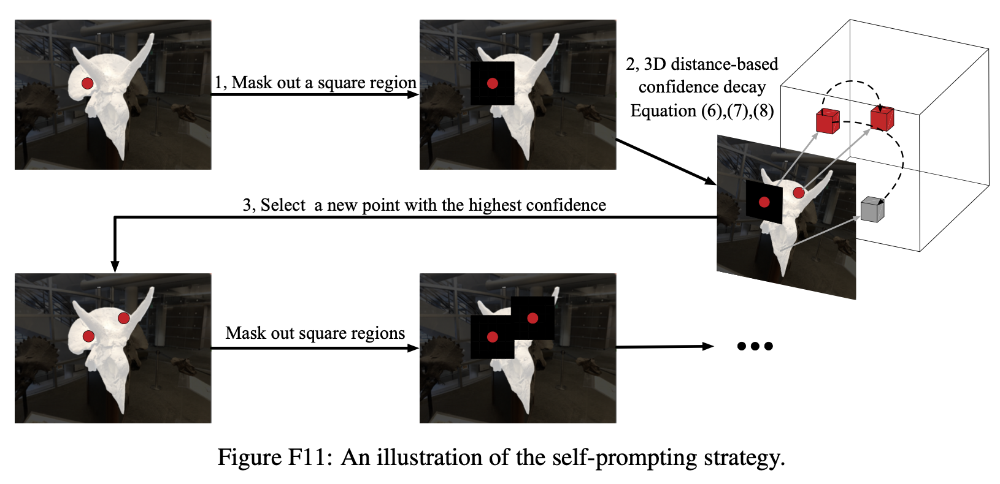 1, Mask out a square region
2, 3D distance-based
confidence decay
Equation (6),(7),(8)
3, Select a new point with the highest confidence
Mask out square regions
Figure F11: An illustration of the self-prompting strategy.